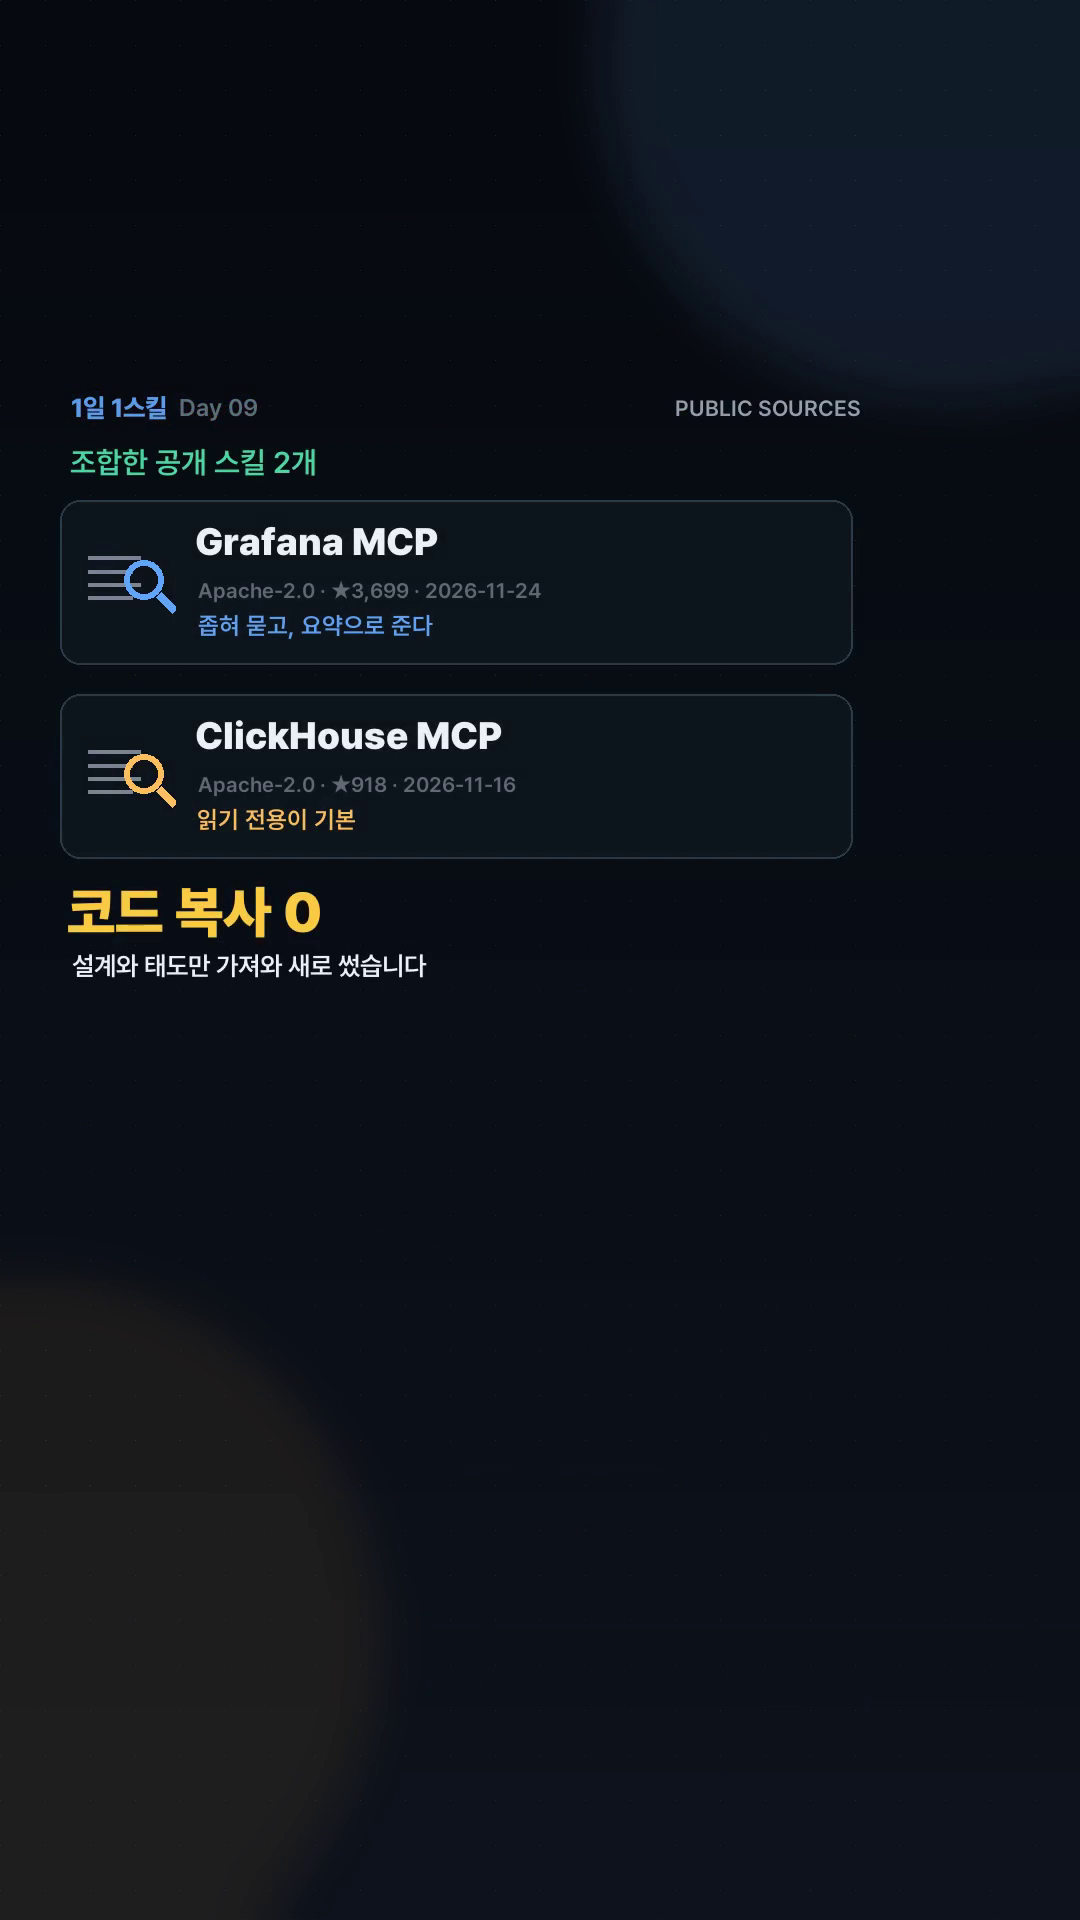 1일 1스킬 Day 09 PUBLIC SOURCES
조합한 공개 스킬 2개
Grafana MCP
Apache-2.0 · ★3,699 · 2026-11-24
좁혀 묻고, 요약으로 준다
ClickHouse MCP
Apache-2.0 · ★918 · 2026-11-16
읽기 전용이 기본
코드 복사 0
설계와 태도만 가져와 새로 썼습니다